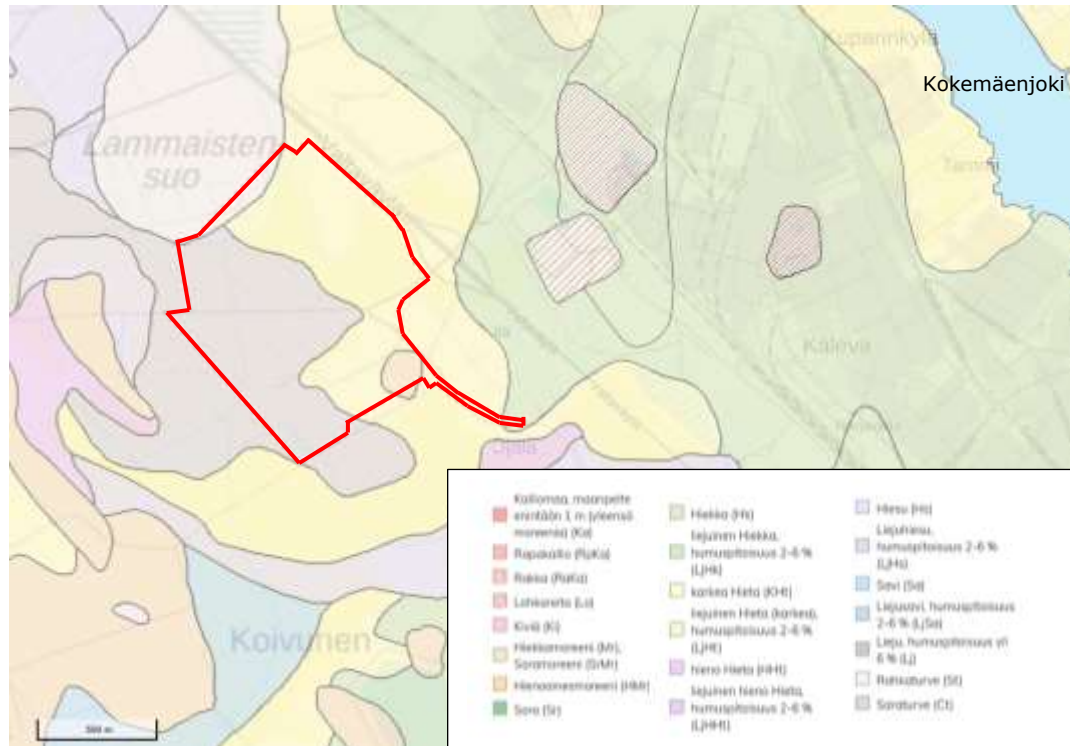 Kuparinkylä
Kokemäenjoki
Lammaisten
suo
Kaleva
Koivunen
Kalliomaa, maanpeite
enintään 1 m (yleensä
moreenia) (Ka)
Rapakallio (RpKa)
Rakka (RaKa)
Lohkareita (Lo)
Kiviä (Ki)
Hiekkamoreeni (Mr),
Soramoreeni (SrMr)
Hienoainesmoreeni (HMr)
Sora (Sr)
Hiekka (Hk)
liejuinen Hiekka,
humuspitoisuus 2-6 %
(LjHk)
karkea Hieta (KHt)
liejuinen Hieta (karkea),
humuspitoisuus 2-6 %
(LjHt)
hieno Hieta (HHt)
liejuinen hieno Hieta,
humuspitoisuus 2-6 %
(LjHHt)
Hiesu (Hs)
Liejuhiesu,
humuspitoisuus 2-6 %
(LjHs)
Savi (Sa)
Liejusavi, humuspitoisuus
2-6 % (LjSa)
Lieju, humuspitoisuus yli
6 % (Lj)
Rahkaturve (St)
Saraturve (Ct)